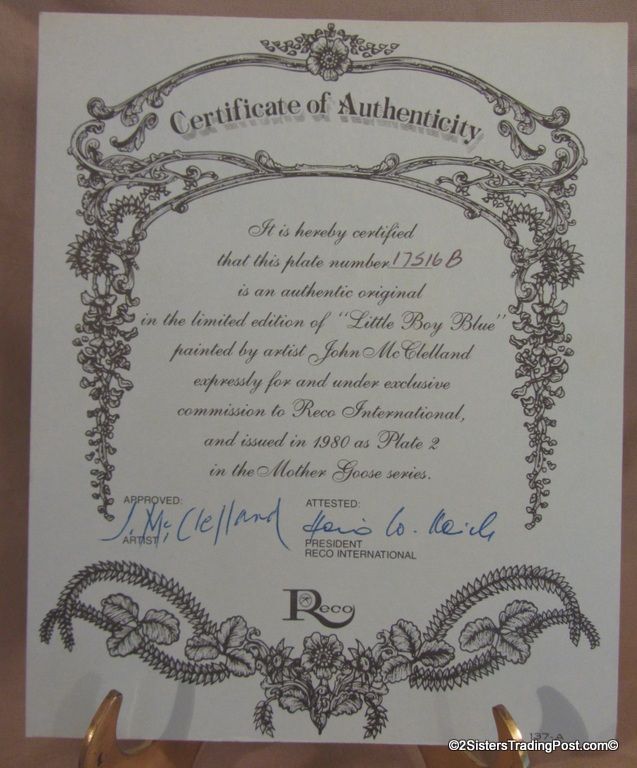 Certificate of Authenticity
It is hereby certified
that this plate number 17516B
is an authentic original
in the limited edition of "Little Boy Blue"
painted by artist John McClelland
expressly for and under exclusive
commission to Reco International,
and issued in 1980 as Plate 2
in the Mother Goose series.
APPROVED:
J. McClelland
ARTIST
ATTESTED:
PRESIDENT
RECO INTERNATIONAL
Reco
137-A
©2SistersTradingPost.com©